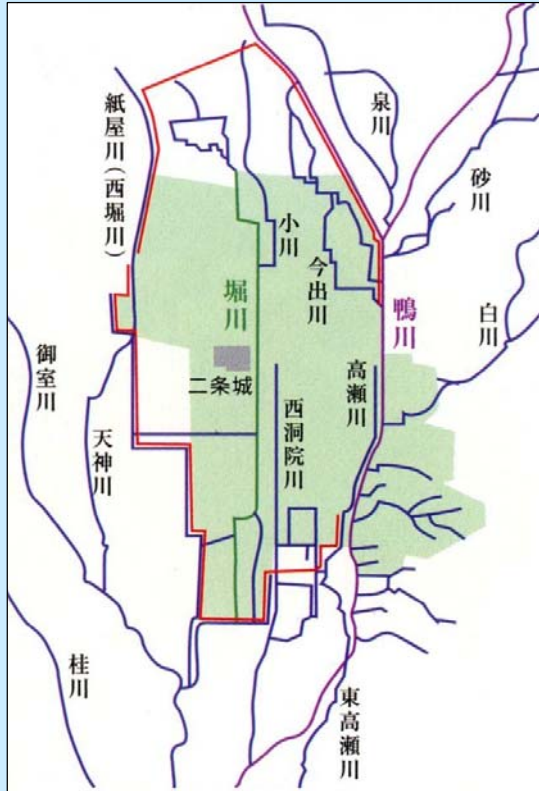 紙屋川(西堀川)
泉川
砂川
小川
今出川
堀川
鴨川
白川
御室川
二条城
高瀬川
西洞院川
天神川
桂川
東高瀬川